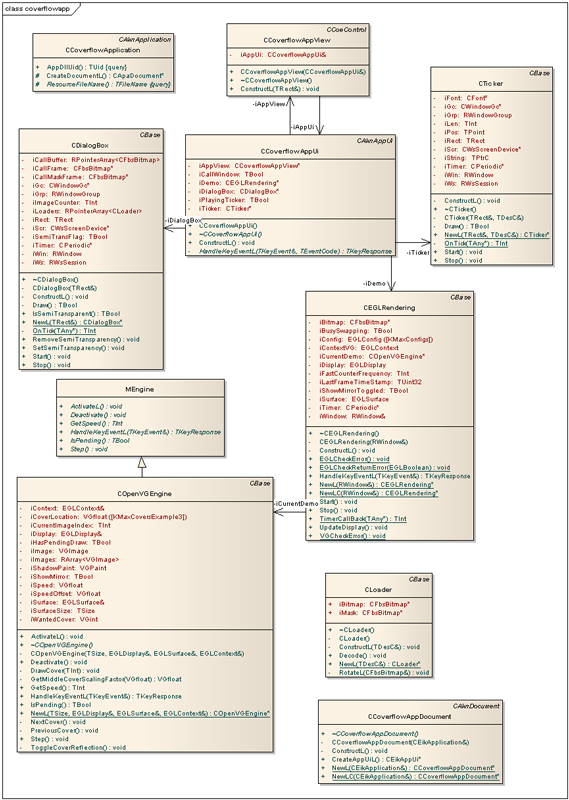 class coverflowapp
CAknApplication
CCoverflowApplication
+ AppDllUid() : TUid {query}
# CreateDocumentL() : CApaDocument*
# ResourceFileName() : TFileName {query}
CCoeControl
CCoverflowAppView
- iAppUi: CCoverflowAppUi&
+ CCoverflowAppView(CCoverflowAppUi&)
+ ~CCoverflowAppView()
+ ConstructL(TRect&) : void
-iAppView
-iAppUi
CBase
CTicker
- iFont: CFont*
- iGc: CWindowGc*
- iGrp: RWindowGroup
- iLen: TInt
- iPos: TPoint
- iRect: TRect
- iScr: CWsScreenDevice*
- iString: TPtrC
- iTimer: CPeriodic*
- iWin: RWindow
- iWs: RWsSession
- ConstructL() : void
+ ~CTicker()
- CTicker(TRect&, TDesC&)
- Draw() : TBool
+ NewL(TRect&, TDesC&) : CTicker*
- OnTick(TAny*) : TInt
+ Start() : void
+ Stop() : void
CBase
CDialogBox
- iCallBuffer: RPointerArray<CFbsBitmap>
- iCallFrame: CFbsBitmap*
- iCallMaskFrame: CFbsBitmap*
- iGc: CWindowGc*
- iGrp: RWindowGroup
- iImageCounter: TInt
- iLoaders: RPointerArray<CLoader>
- iRect: TRect
- iScr: CWsScreenDevice*
- iSemiTransFlag: TBool
- iTimer: CPeriodic*
- iWin: RWindow
- iWs: RWsSession
+ ~CDialogBox()
- CDialogBox(TRect&)
- ConstructL() : void
- Draw() : TBool
+ IsSemiTransparent() : TBool
+ NewL(TRect&) : CDialogBox*
- OnTick(TAny*) : TInt
+ RemoveSemiTransparency() : void
+ SetSemiTransparency() : void
+ Start() : void
+ Stop() : void
CAknAppUi
CCoverflowAppUi
- iAppView: CCoverflowAppView*
- iCallWindow: TBool
- iDemo: CEGLRendering*
- iDialogBox: CDialogBox*
- iPlayingTicker: TBool
- iTicker: CTicker*
CCoverflowAppUi()
+ ~CCoverflowAppUi()
+ ConstructL() : void
- HandleKeyEventL(TKeyEvent&, TEventCode) : TKeyResponse
-iDialogBox
-iTicker
-iDemo
CBase
CEGLRendering
- iBitmap: CFbsBitmap*
- iBusySwapping: TBool
- iConfig: EGLConfig ([KMaxConfigs])
- iContextVG: EGLContext
- iCurrentDemo: COpenVGEngine*
- iDisplay: EGLDisplay
- iFastCounterFrequency: TInt
- iLastFrameTimeStamp: TUint32
- iShowMirrorToggled: TBool
- iSurface: EGLSurface
- iTimer: CPeriodic*
- iWindow: RWindow&
+ ~CEGLRendering()
- CEGLRendering(RWindow&)
- ConstructL() : void
+ EGLCheckError() : void
+ EGLCheckReturnError(EGLBoolean) : void
+ HandleKeyEventL(TKeyEvent&) : TKeyResponse
+ NewL(RWindow&) : CEGLRendering*
+ NewLC(RWindow&) : CEGLRendering*
Start() : void
+ Stop() : void
+ TimerCallBack(TAny*) : TInt
+ UpdateDisplay() : void
+ VGCheckError() : void
-iCurrentDemo
MEngine
+ ActivateL() : void
+ Deactivate() : void
+ GetSpeed() : TInt
+ HandleKeyEventL(TKeyEvent&) : TKeyResponse
+ IsPending() : TBool
+ Step() : void
CBase
COpenVGEngine
- iContext: EGLContext&
- iCoverLocation: VGfloat ([KMaxCoversExample3])
- iCurrentImageIndex: TInt
- iDisplay: EGLDisplay&
- iHasPendingDraw: TBool
- iImage: VGImage
- iImages: RArray<VGImage>
- iShadowPaint: VGPaint
- iShowMirror: TBool
- iSpeed: VGfloat
- iSpeedOffset: VGfloat
- iSurface: EGLSurface&
- iSurfaceSize: TSize
- iWantedCover: VGint
+ ActivateL() : void
+ ~COpenVGEngine()
- COpenVGEngine(TSize, EGLDisplay&, EGLSurface&, EGLContext&)
+ Deactivate() : void
- DrawCover(TInt) : void
- GetMiddleCoverScalingFactor(VGfloat) : VGfloat
+ GetSpeed() : TInt
+ HandleKeyEventL(TKeyEvent&) : TKeyResponse
+ IsPending() : TBool
+ NewL(TSize, EGLDisplay&, EGLSurface&, EGLContext&) : COpenVGEngine*
- NextCover() : void
- PreviousCover() : void
+ Step() : void
- ToggleCoverReflection() : void
CBase
CLoader
+ iBitmap: CFbsBitmap*
+ iMask: CFbsBitmap*
+ ~CLoader()
- CLoader()
- ConstructL(TDesC&) : void
+ Decode() : void
+ NewL(TDesC&) : CLoader*
- RotateL(CFbsBitmap&) : void
CAknDocument
CCoverflowAppDocument
+ ~CCoverflowAppDocument()
- CCoverflowAppDocument(CEikApplication&)
- ConstructL() : void
+ CreateAppUiL() : CEikAppUi*
+ NewL(CEikApplication&) : CCoverflowAppDocument*
+ NewLC(CEikApplication&) : CCoverflowAppDocument*